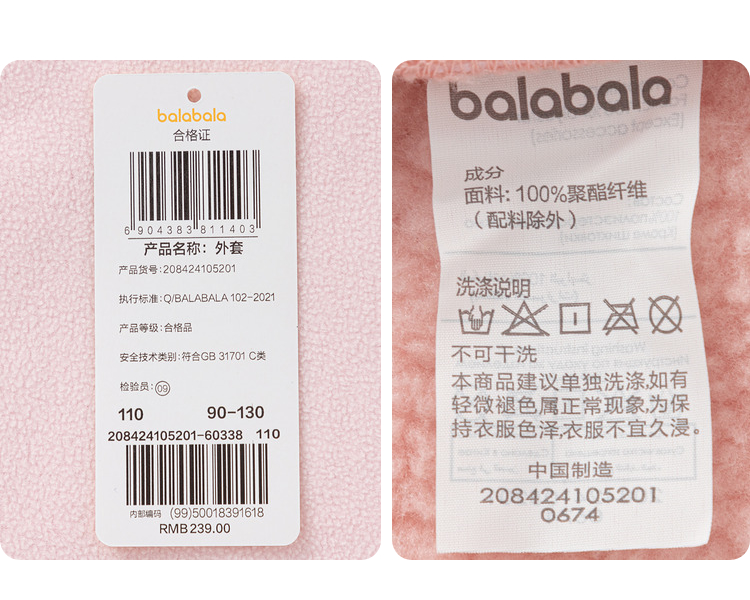 balabala
合格证
6 904383 811403
产品名称：外套
产品货号：208424105201
执行标准：Q/BALABALA 102-2021
产品等级：合格品
安全技术类别：符合GB 31701 C类
检验员：09
110 90-130
208424105201-60338 110
内部编码 (99)50018391618
RMB239.00
balabala
成分
面料：100%聚酯纤维
（配料除外）
洗涤说明
不可干洗
本商品建议单独洗涤,如有
轻微褪色属正常现象,为保
持衣服色泽,衣服不宜久浸。
中国制造
208424105201
0674